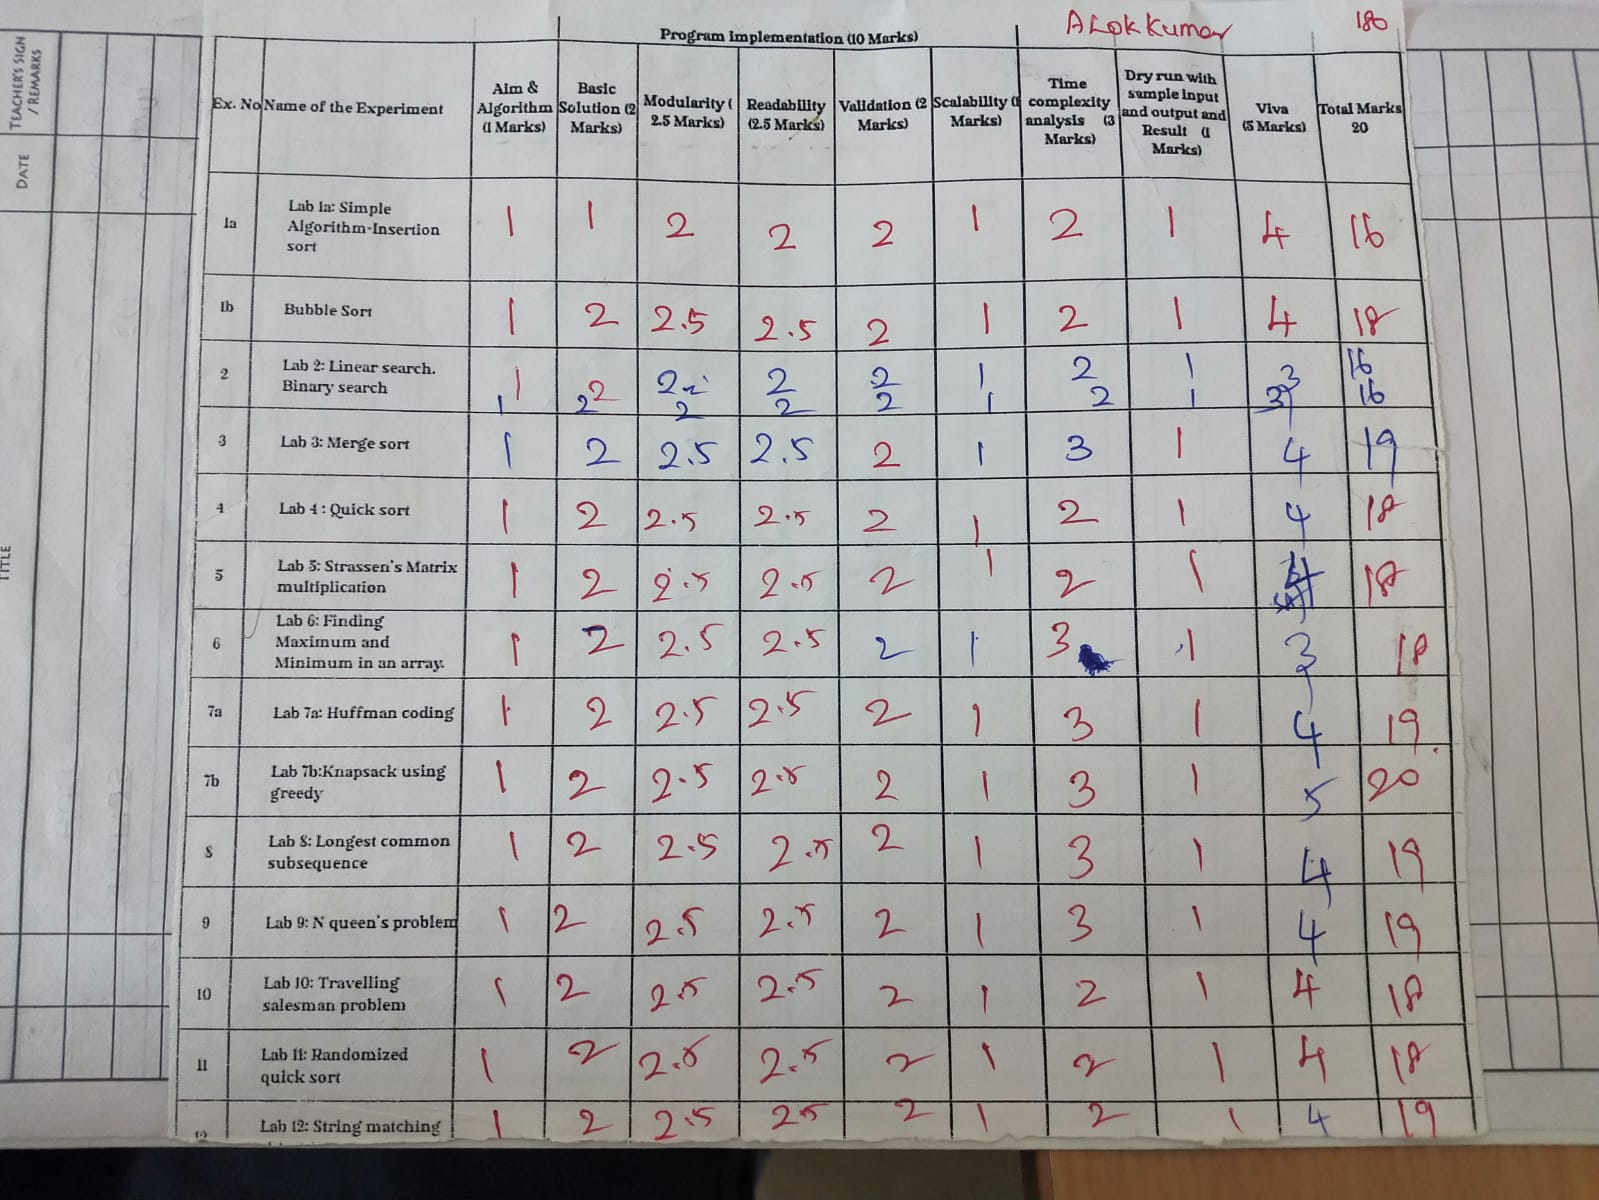 ALok Kumar 180
TEACHER'S SIGN / REMARKS
DATE
TITLE
Program Implementation (10 Marks)
Ex. No Name of the Experiment Aim & Algorithm (1 Marks) Basic Solution (2 Marks) Modularity ( 2.5 Marks) Readability (2.5 Marks) Validation (2 Marks) Scalability (1 Marks) Time complexity analysis (3 Marks) Dry run with sample input and output and Result (1 Marks) Viva (5 Marks) Total Marks 20
1a Lab 1a: Simple Algorithm-Insertion sort 1 1 2 2 2 1 2 1 4 16
1b Bubble Sort 1 2 2.5 2.5 2 1 2 1 4 18
2 Lab 2: Linear search. Binary search 1 2 2 2 2 1 2 1 3 16
1 2 2 2 2 1 2 1 3 16
3 Lab 3: Merge sort 1 2 2.5 2.5 2 1 3 1 4 19
4 Lab 4 : Quick sort 1 2 2.5 2.5 2 1 2 1 4 18
5 Lab 5: Strassen's Matrix multiplication 1 2 2.5 2.5 2 1 2 1 18
6 Lab 6: Finding Maximum and Minimum in an array. 1 2 2.5 2.5 2 1 3 1 3 18
7a Lab 7a: Huffman coding 1 2 2.5 2.5 2 1 3 1 4 19
7b Lab 7b:Knapsack using greedy 1 2 2.5 2.5 2 1 3 1 5 20
8 Lab 8: Longest common subsequence 1 2 2.5 2.5 2 1 3 1 4 19
9 Lab 9: N queen's problem 1 2 2.5 2.5 2 1 3 1 4 19
10 Lab 10: Travelling salesman problem 1 2 2.5 2.5 2 1 2 1 4 18
11 Lab 11: Randomized quick sort 1 2 2.5 2.5 2 1 2 1 4 18
12 Lab 12: String matching 1 2 2.5 2.5 2 1 2 1 4 19